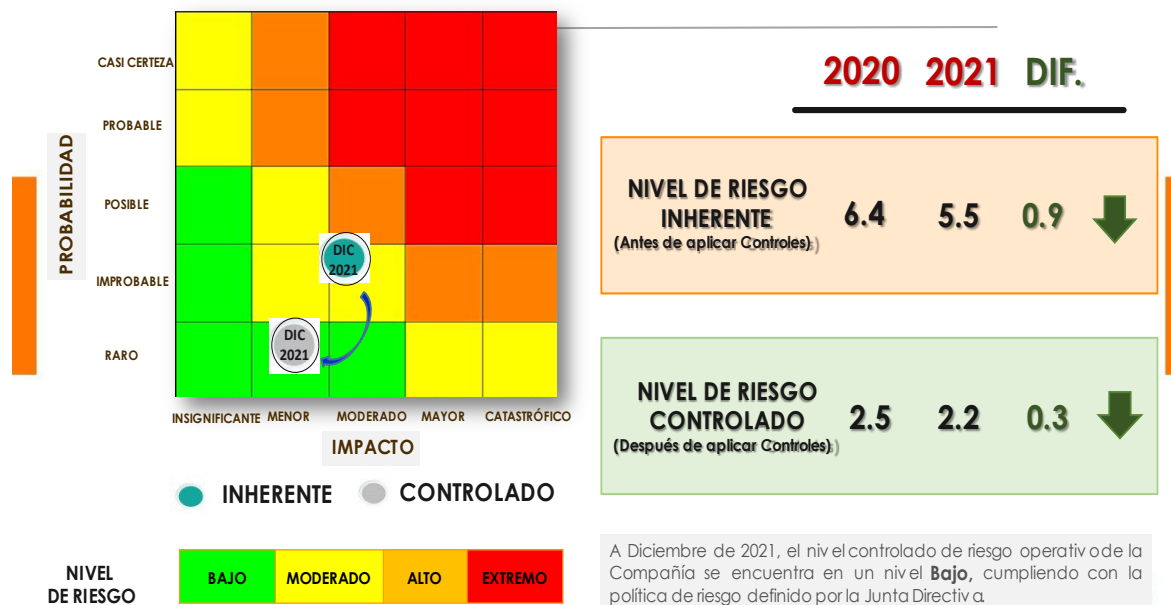 CASI CERTEZA
PROBABLE
POSIBLE
IMPROBABLE
RARO
PROBABILIDAD
DIC
2021
DIC
2021
INSIGNIFICANTE MENOR MODERADO MAYOR CATASTRÓFICO
IMPACTO
INHERENTE CONTROLADO
NIVEL
DE RIESGO
BAJO MODERADO ALTO EXTREMO
2020 2021 DIF.
NIVEL DE RIESGO
INHERENTE
(Antes de aplicar Controles)
6.4 5.5 0.9
NIVEL DE RIESGO
CONTROLADO
(Después de aplicar Controles)
2.5 2.2 0.3
A Diciembre de 2021, el nivel controlado de riesgo operativo de la
Compañía se encuentra en un nivel Bajo, cumpliendo con la
política de riesgo definido por la Junta Directiva.